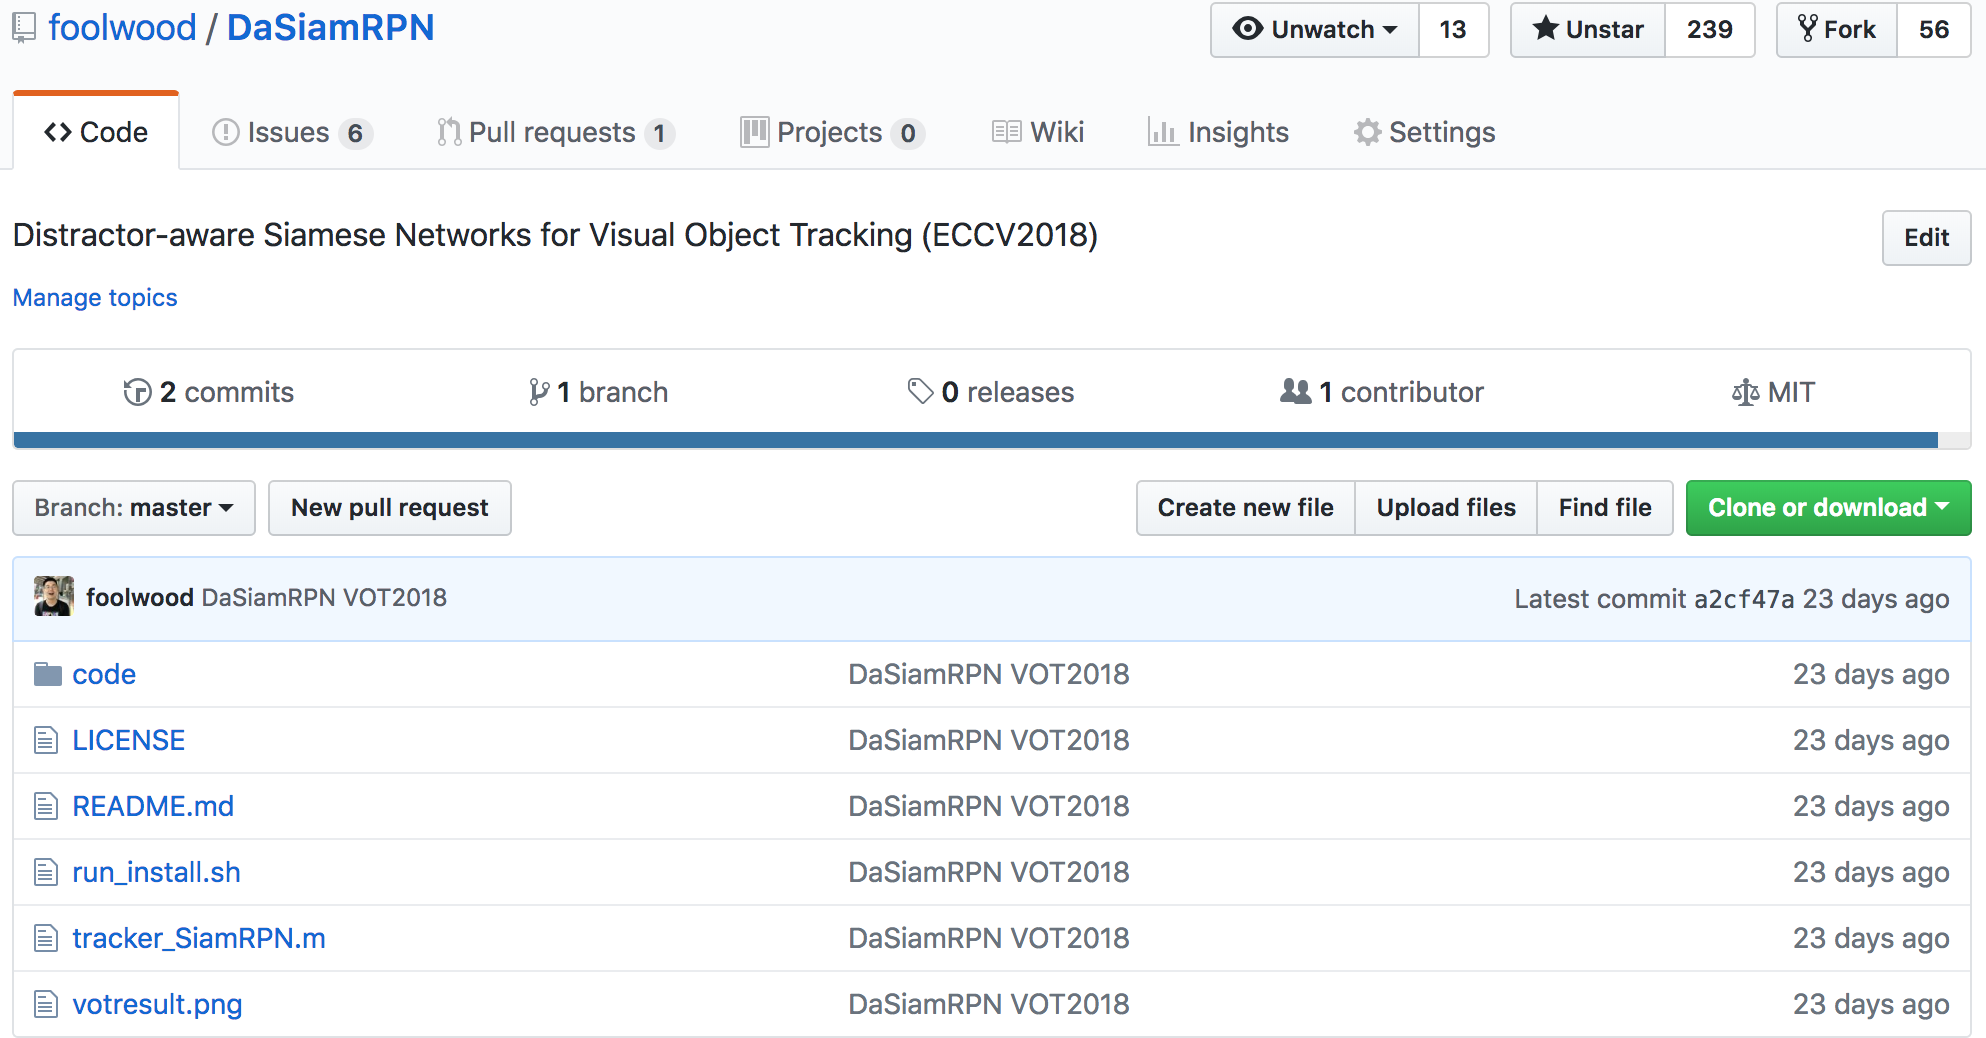 foolwood / DaSiamRPN Unwatch 13 Unstar 239 Fork 56
Code Issues 6 Pull requests 1 Projects 0 Wiki Insights Settings
Distractor-aware Siamese Networks for Visual Object Tracking (ECCV2018) Edit
Manage topics
2 commits 1 branch 0 releases 1 contributor MIT
Branch: master New pull request Create new file Upload files Find file Clone or download
foolwood DaSiamRPN VOT2018 Latest commit a2cf47a 23 days ago
code DaSiamRPN VOT2018 23 days ago
LICENSE DaSiamRPN VOT2018 23 days ago
README.md DaSiamRPN VOT2018 23 days ago
run_install.sh DaSiamRPN VOT2018 23 days ago
tracker_SiamRPN.m DaSiamRPN VOT2018 23 days ago
votresult.png DaSiamRPN VOT2018 23 days ago